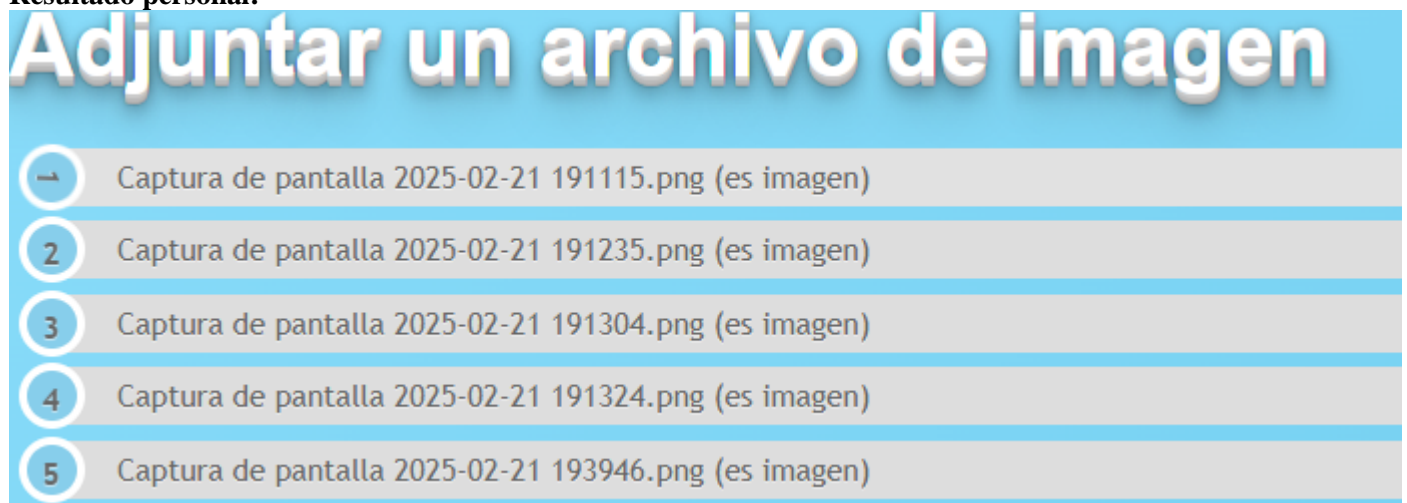 Resultado personal:
Adjuntar un archivo de imagen
1 Captura de pantalla 2025-02-21 191115.png (es imagen)
2 Captura de pantalla 2025-02-21 191235.png (es imagen)
3 Captura de pantalla 2025-02-21 191304.png (es imagen)
4 Captura de pantalla 2025-02-21 191324.png (es imagen)
5 Captura de pantalla 2025-02-21 193946.png (es imagen)